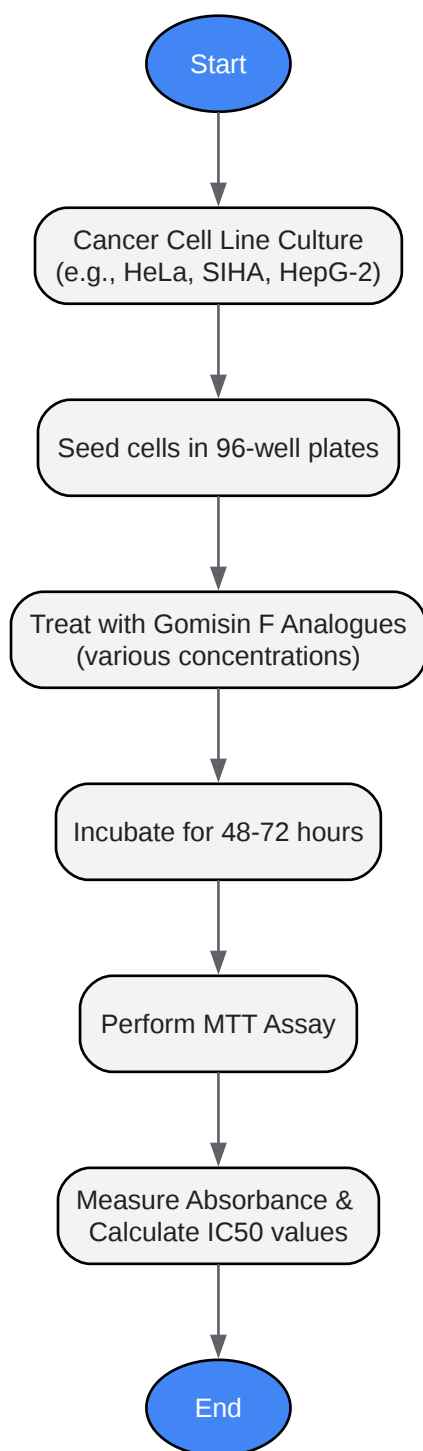 Start
Cancer Cell Line Culture
(e.g., HeLa, SIHA, HepG-2)
Seed cells in 96-well plates
Treat with Gomisin F Analogues
(various concentrations)
Incubate for 48-72 hours
Perform MTT Assay
Measure Absorbance &
Calculate IC50 values
End